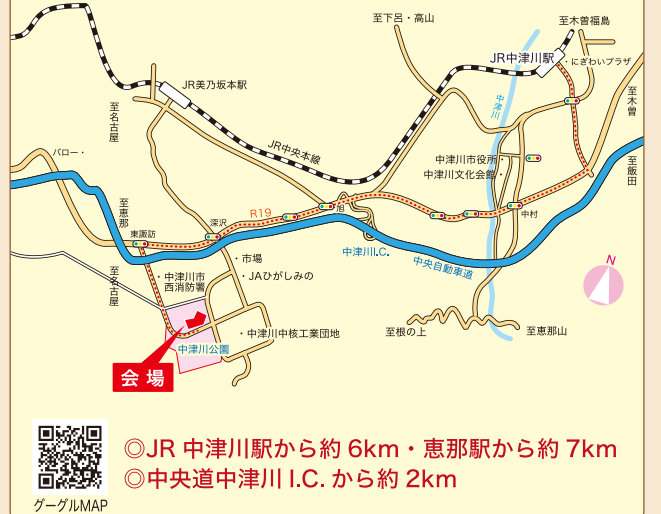 至下呂・高山
至木曽福島
JR中津川駅
・にぎわいプラザ
JR美乃坂本駅
至名古屋
中津川
至木曽
JR中央本線
バロー・
中津川市役所・
中津川文化会館・
至飯田
至恵那
R19
旭
深沢
中村
東諏訪
中津川I.C.
中央自動車道
・市場
・JAひがしみの
至名古屋
・中津川市
西消防署
N
至根の上
至恵那山
・中津川中核工業団地
中津川公園
会場
◎JR 中津川駅から約 6km・恵那駅から約 7km
◎中央道中津川 I.C. から約 2km
グーグルMAP